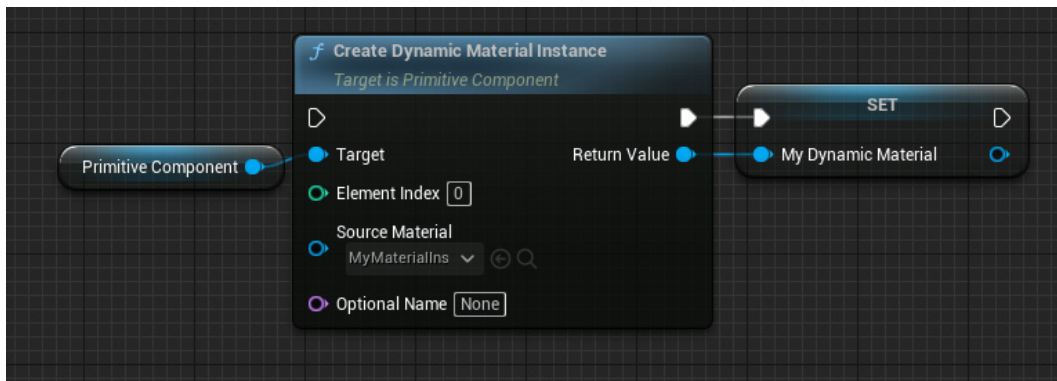 f Create Dynamic Material Instance
Target is Primitive Component
SET
Primitive Component
Target
Return Value
My Dynamic Material
Element Index 0
Source Material
MyMaterialIns
Optional Name None